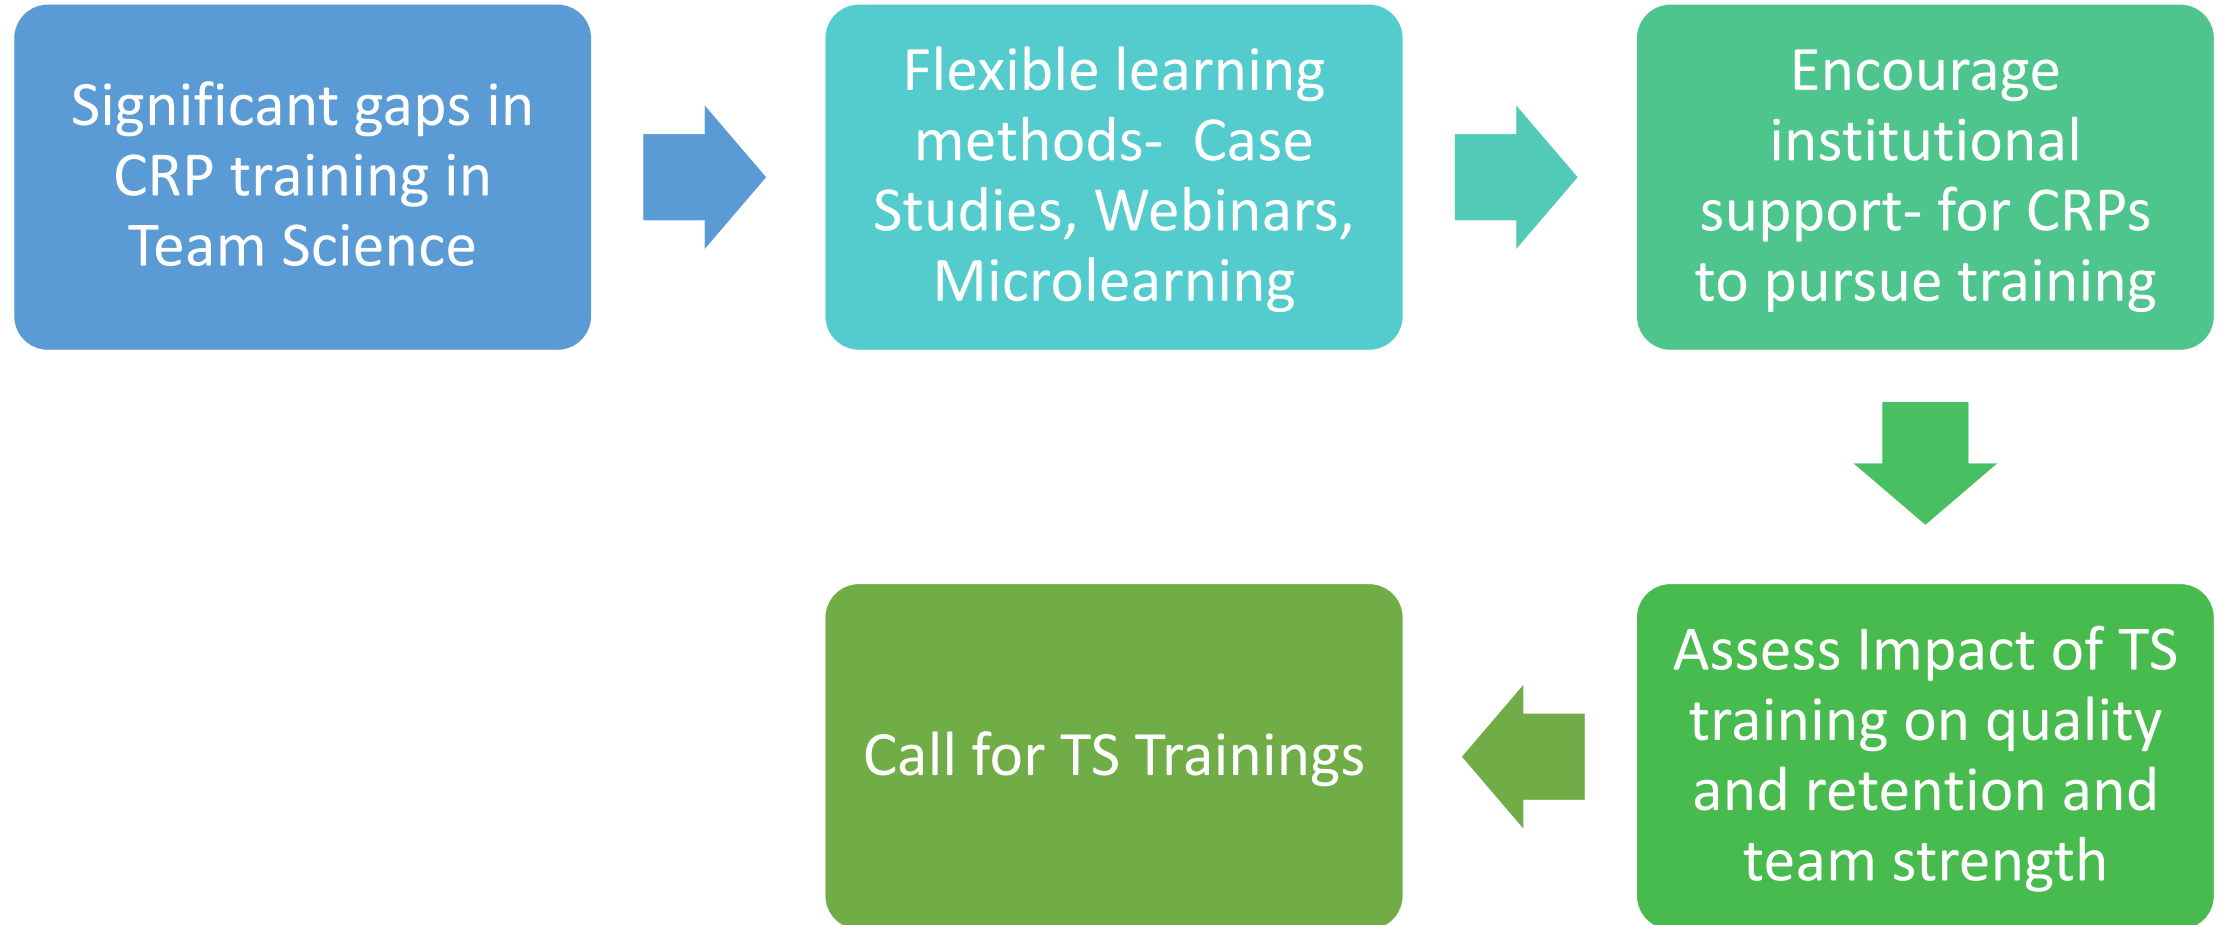 Significant gaps in
CRP training in
Team Science
Flexible learning
methods-  Case
Studies, Webinars,
Microlearning
Encourage
institutional
support- for CRPs
to pursue training
Assess Impact of TS
training on quality
and retention and
team strength
Call for TS Trainings